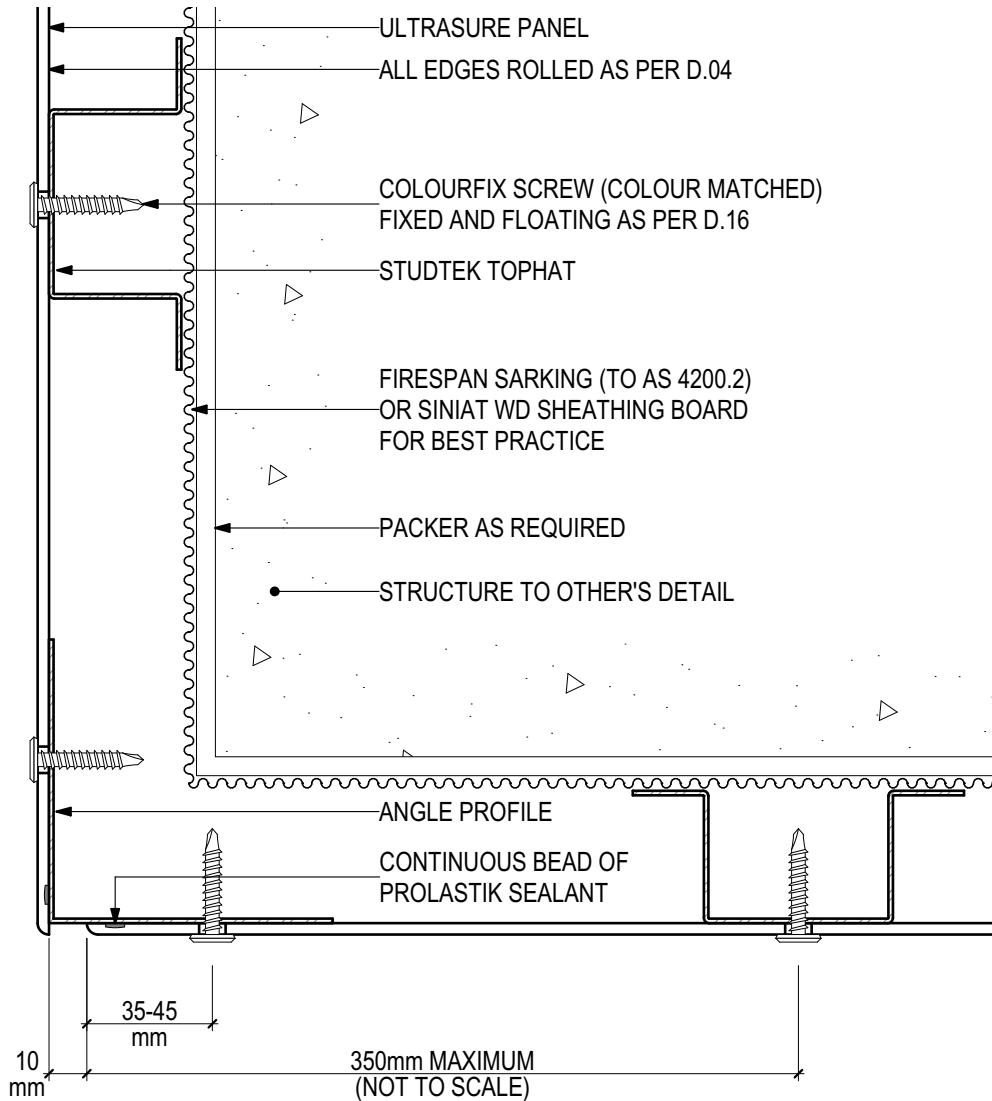 ULTRASURE PANEL
ALL EDGES ROLLED AS PER D.04
COLOURFIX SCREW (COLOUR MATCHED)
FIXED AND FLOATING AS PER D.16
STUDTEK TOPHAT
FIRESPAN SARKING (TO AS 4200.2)
OR SINIAT WD SHEATHING BOARD
FOR BEST PRACTICE
PACKER AS REQUIRED
STRUCTURE TO OTHER'S DETAIL
ANGLE PROFILE
CONTINUOUS BEAD OF
PROLASTIK SEALANT
35-45
mm
10
mm
350mm MAXIMUM
(NOT TO SCALE)